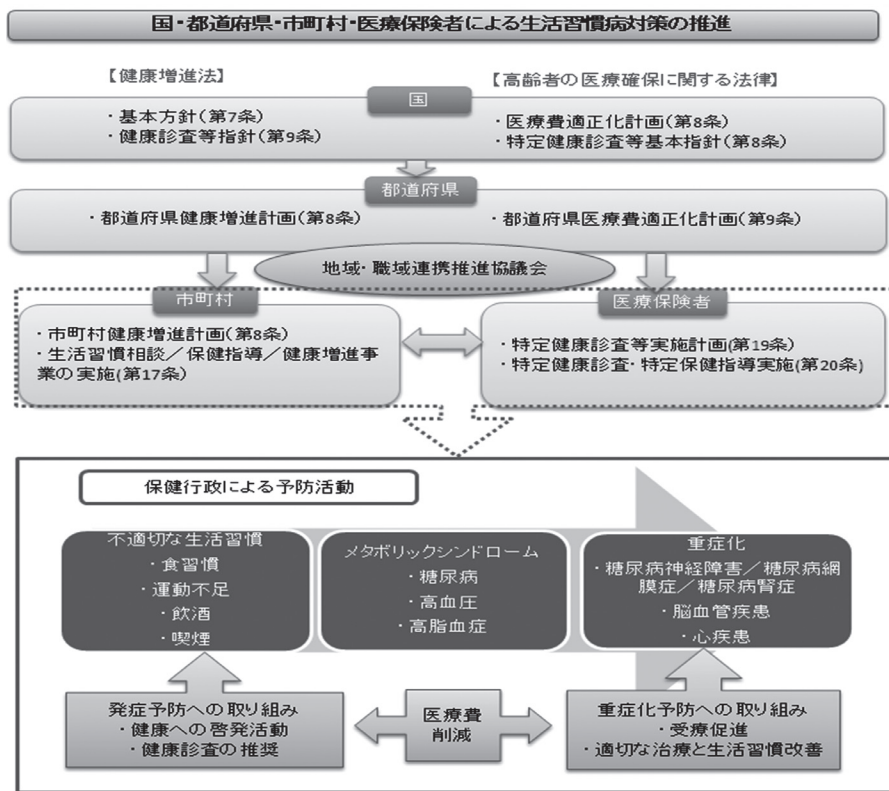 国・都道府県・市町村・医療保険者による生活習慣病対策の推進
【健康増進法】
【高齢者の医療確保に関する法律】
国
・基本方針(第7条)
・健康診査等指針(第9条)
・医療費適正化計画(第8条)
・特定健康診査等基本指針(第8条)
都道府県
・都道府県健康増進計画(第8条)
・都道府県医療費適正化計画(第9条)
地域・職域連携推進協議会
市町村
・市町村健康増進計画(第8条)
・生活習慣相談／保健指導／健康増進事
業の実施(第17条)
医療保険者
・特定健康診査等実施計画(第19条)
・特定健康診査・特定保健指導実施(第20条)
保健行政による予防活動
不適切な生活習慣
・食習慣
・運動不足
・飲酒
・喫煙
メタボリックシンドローム
・糖尿病
・高血圧
・高脂血症
重症化
・糖尿病神経障害／糖尿病網
膜症／糖尿病腎症
・脳血管疾患
・心疾患
発症予防への取り組み
・健康への啓発活動
・健康診査の推奨
医療費
削減
重症化予防への取り組み
・受療促進
・適切な治療と生活習慣改善